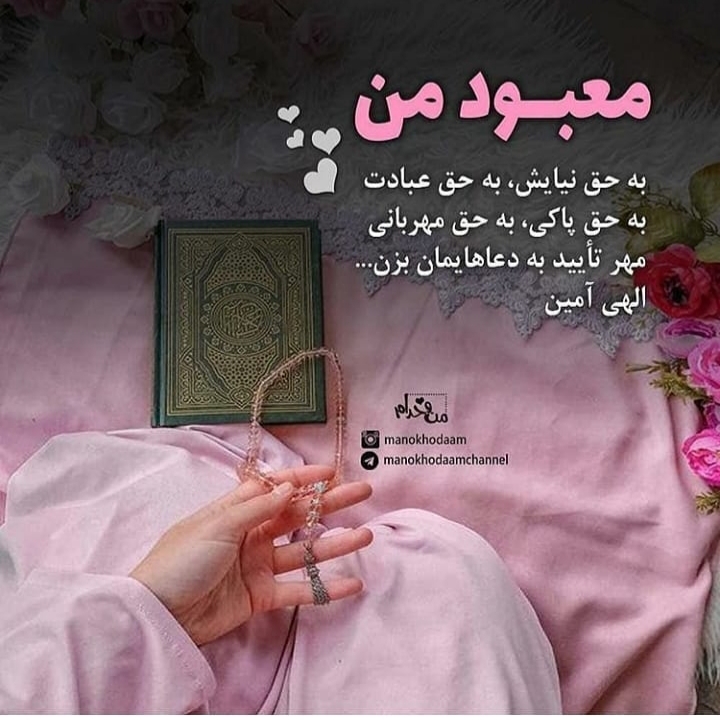 معبود من
به حق نیایش، به حق عبادت
به حق پاکی، به حق مهربانی
مهر تأیید به دعاهایمان بزن...
الهی آمین
من و خدام
manokhodaam
manokhodaamchannel